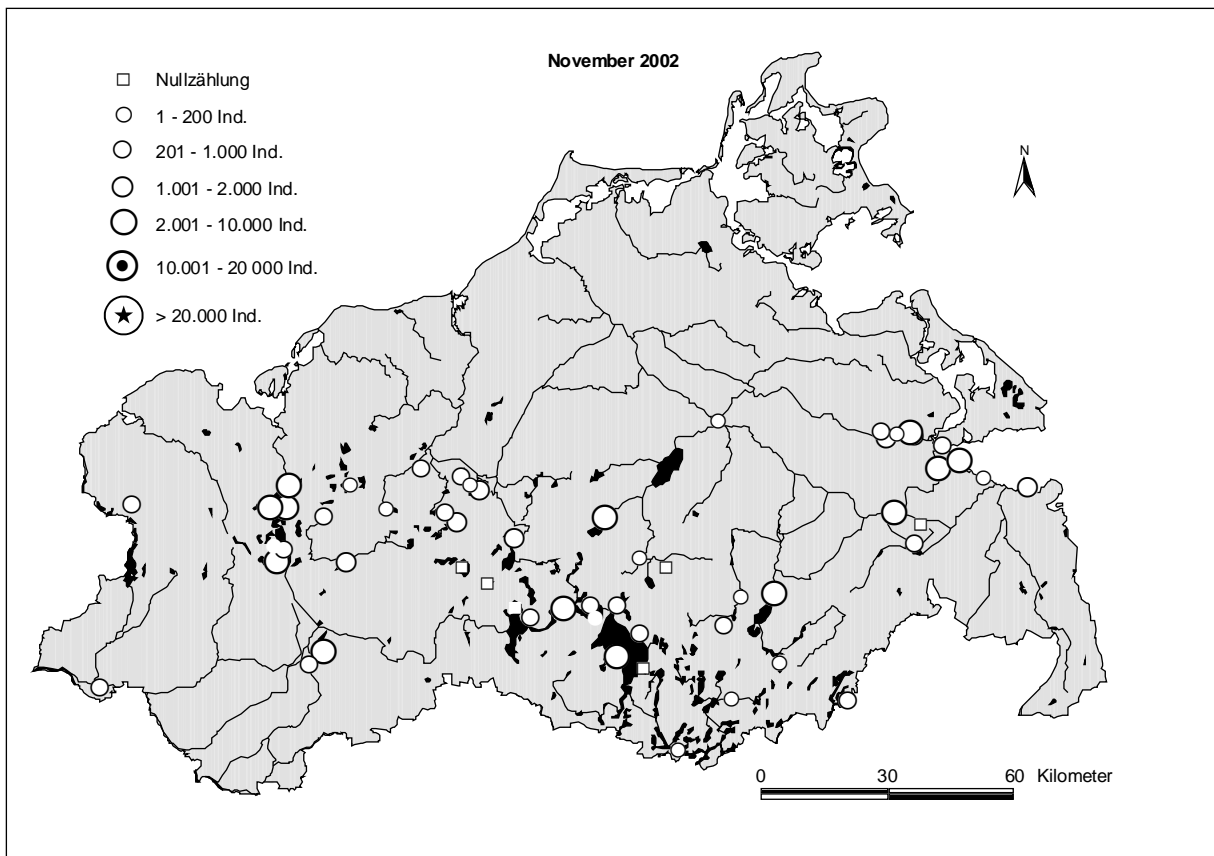 November 2002
Nullzählung
1 - 200 Ind.
201 - 1.000 Ind.
1.001 - 2.000 Ind.
2.001 - 10.000 Ind.
10.001 - 20 000 Ind.
> 20.000 Ind.
N
0 30 60 Kilometer